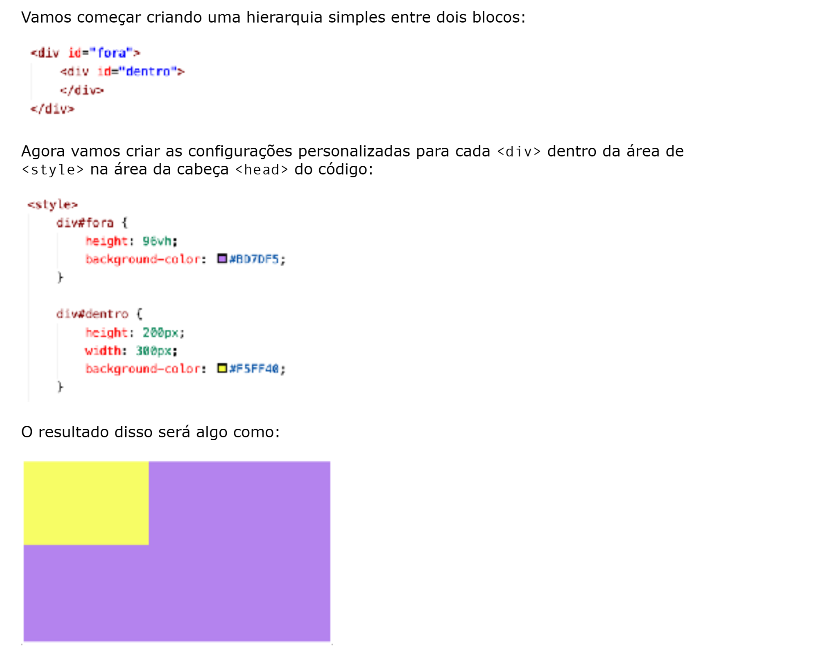 Vamos começar criando uma hierarquia simples entre dois blocos:
<div id="fora">
<div id="dentro">
</div>
</div>
Agora vamos criar as configurações personalizadas para cada <div> dentro da área de
<style> na área da cabeça <head> do código:
<style>
div#fora {
height: 96vh;
background-color: #BD7DF5;
}
div#dentro {
height: 200px;
width: 300px;
background-color: #F5FF40;
}
O resultado disso será algo como: